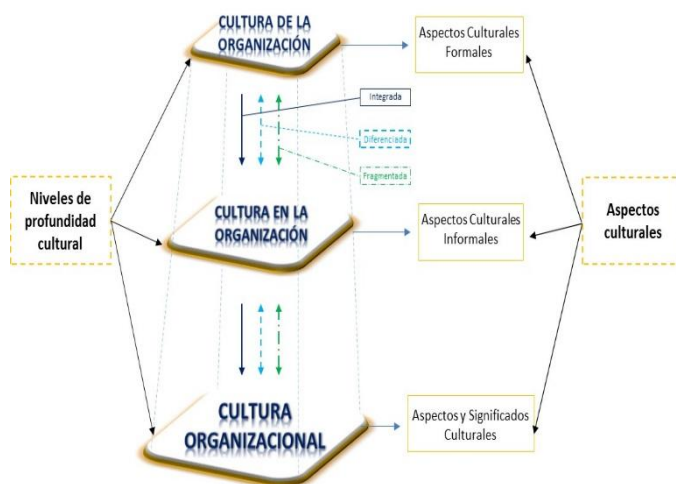 CULTURA DE LA
ORGANIZACIÓN
Aspectos Culturales
Formales
Integrada
Diferenciada
Fragmentada
Niveles de
profundidad
cultural
CULTURA EN LA
ORGANIZACIÓN
Aspectos Culturales
Informales
Aspectos
culturales
CULTURA
ORGANIZACIONAL
Aspectos y Significados
Culturales